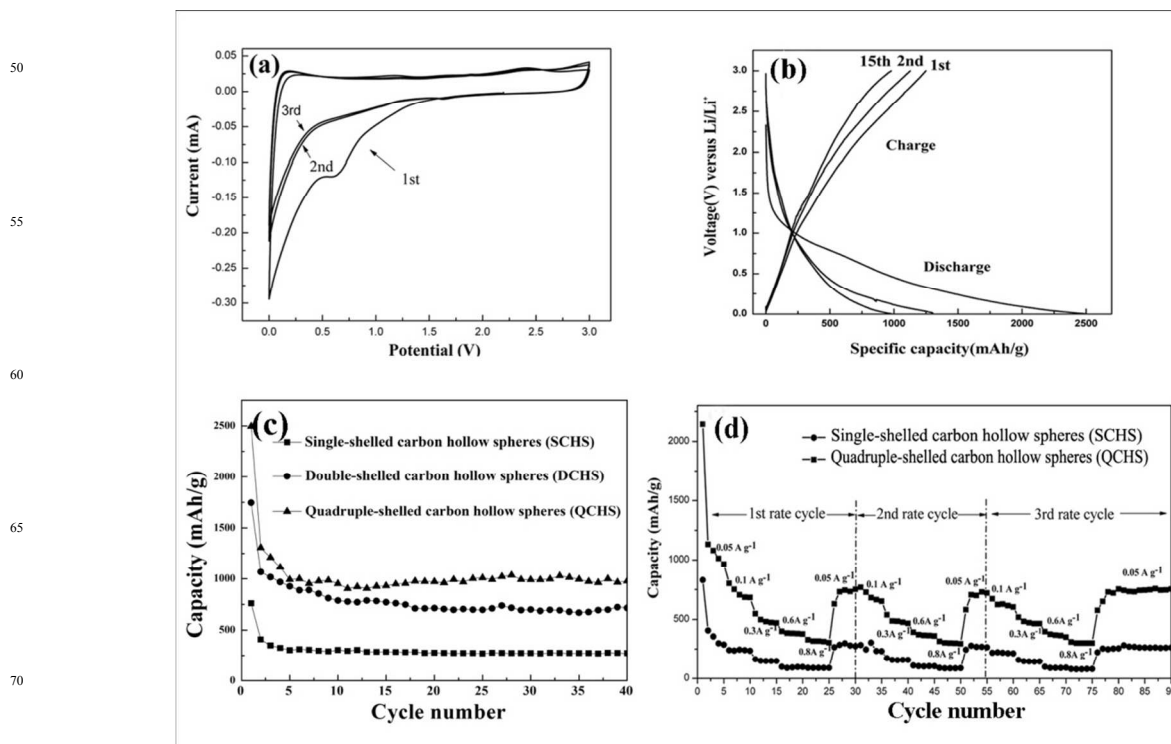 50
55
60
65
70
(a)
0.05
0.00
-0.05
-0.10
-0.15
-0.20
-0.25
-0.30
Current (mA)
3rd
2nd
1st
0.0 0.5 1.0 1.5 2.0 2.5 3.0
Potential (V)
(b)
3.0
2.5
2.0
1.5
1.0
0.5
0.0
Voltage(V) versus Li/Li+
15th 2nd 1st
Charge
Discharge
0 500 1000 1500 2000 2500
Specific capacity(mAh/g)
(c)
2500
2250
2000
1750
1500
1250
1000
750
500
250
0
Capacity (mAh/g)
Single-shelled carbon hollow spheres (SCHS)
Double-shelled carbon hollow spheres (DCHS)
Quadruple-shelled carbon hollow spheres (QCHS)
0 5 10 15 20 25 30 35 40
Cycle number
(d)
2000
1750
1500
1250
1000
750
500
250
0
Capacity (mAh/g)
Single-shelled carbon hollow spheres (SCHS)
Quadruple-shelled carbon hollow spheres (QCHS)
1st rate cycle 2nd rate cycle 3rd rate cycle
0.05 A g-1
0.1 A g-1
0.3A g-1
0.6A g-1
0.8A g-1
0.05 A g-1
0.1 A g-1
0.3A g-1
0.6A g-1
0.8A g-1
0.05 A g-1
0.1 A g-1
0.3A g-1
0.6A g-1
0.8A g-1
0.05 A g-1
0 5 10 15 20 25 30 35 40 45 50 55 60 65 70 75 80 85 90
Cycle number